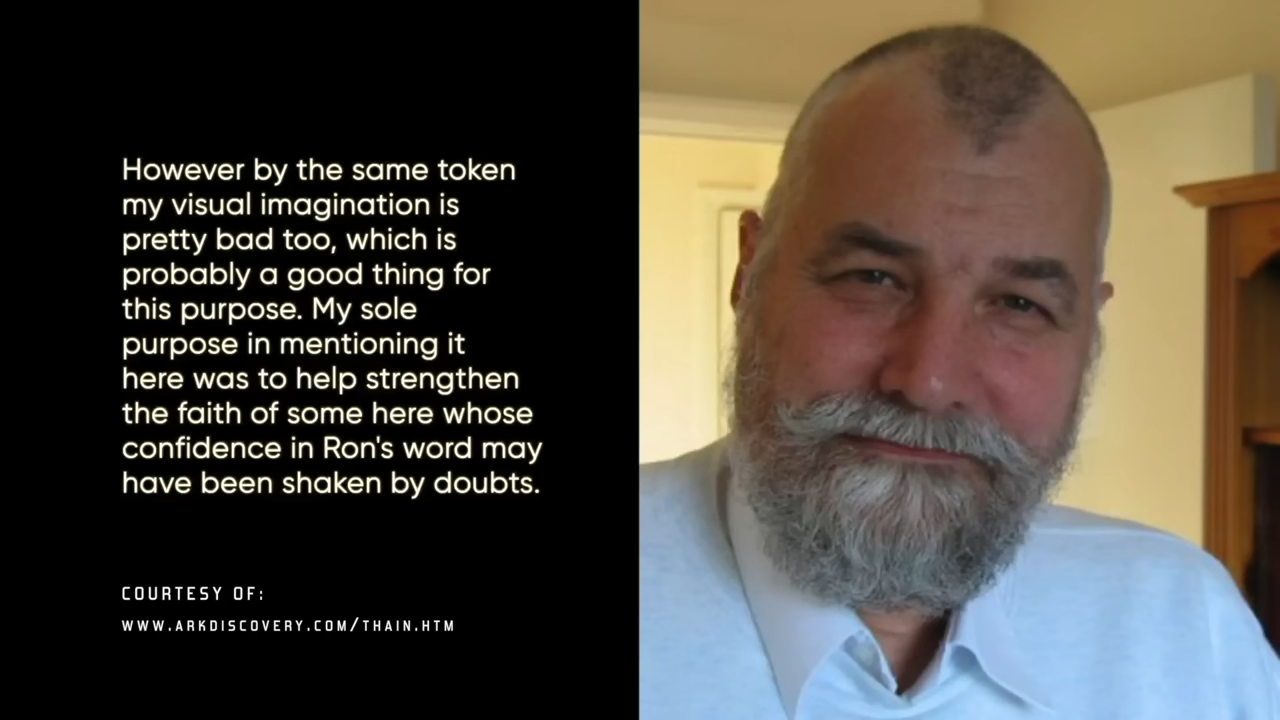 However by the same token
my visual imagination is
pretty bad too, which is
probably a good thing for
this purpose. My sole
purpose in mentioning it
here was to help strengthen
the faith of some here whose
confidence in Ron's word may
have been shaken by doubts.
COURTESY OF:
WWW.ARKDISCOVERY.COM/THAIN.HTM